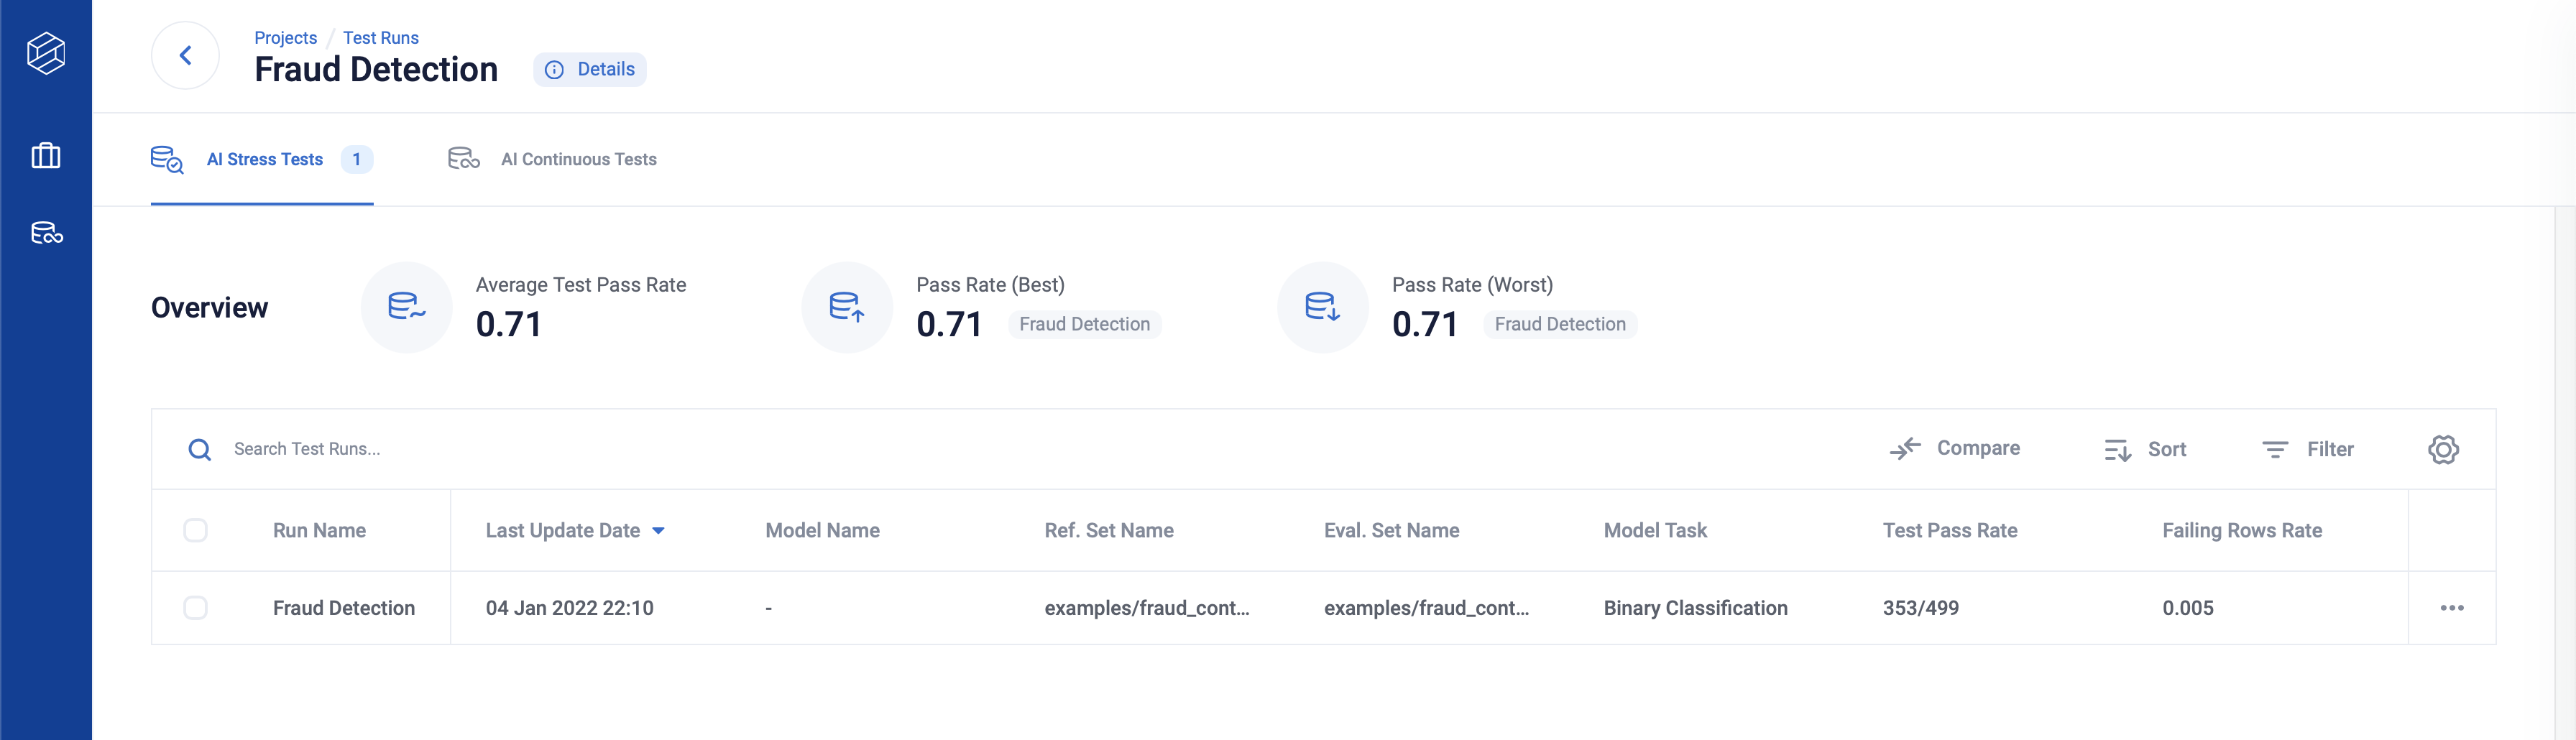 Projects / Test Runs
Fraud Detection
Details
AI Stress Tests 1
AI Continuous Tests
Overview
Average Test Pass Rate
0.71
Pass Rate (Best)
0.71 Fraud Detection
Pass Rate (Worst)
0.71 Fraud Detection
Search Test Runs...
Compare
Sort
Filter
Run Name Last Update Date Model Name Ref. Set Name Eval. Set Name Model Task Test Pass Rate Failing Rows Rate
Fraud Detection 04 Jan 2022 22:10 - examples/fraud_cont... examples/fraud_cont... Binary Classification 353/499 0.005